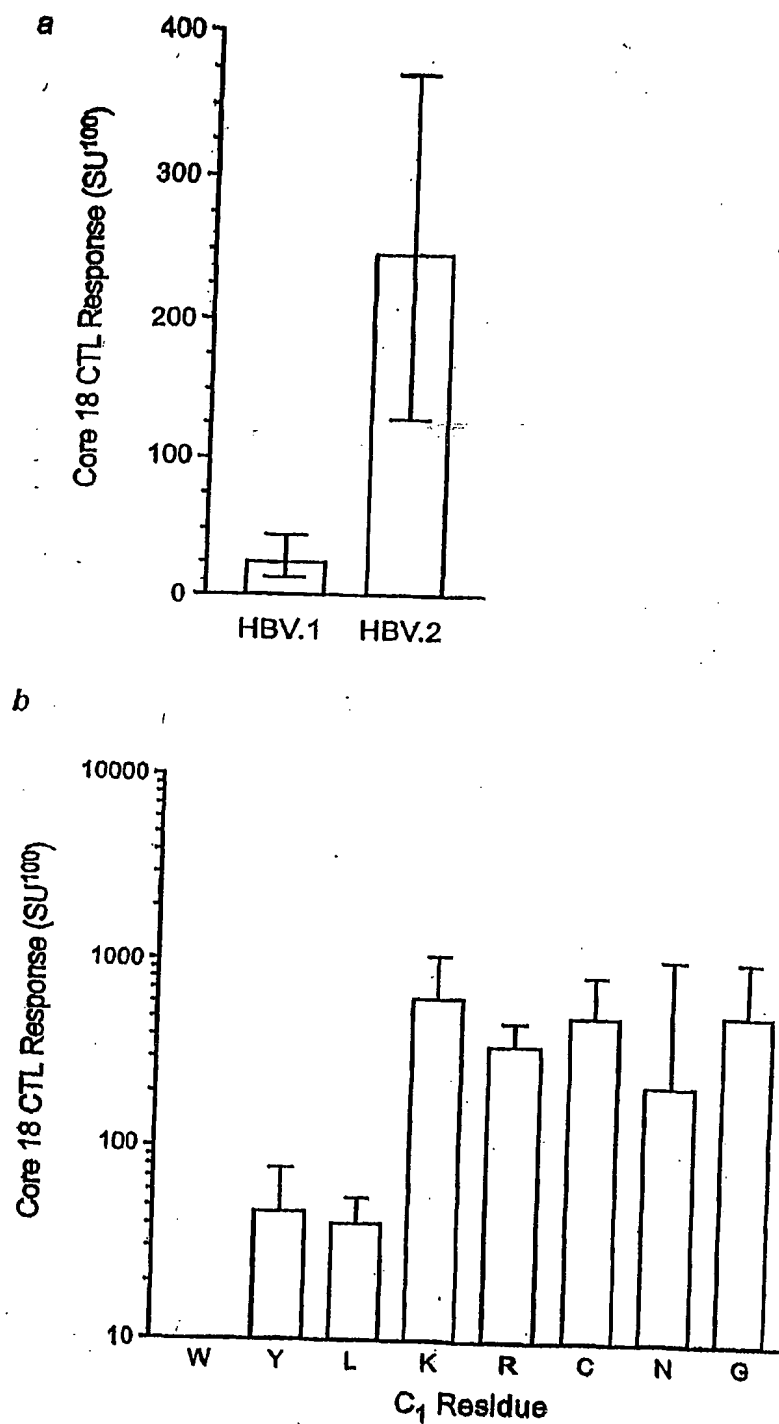 a
400
300
200
100
0
Core 18 CTL Response (SU100)
HBV.1 HBV.2
b
10000
1000
100
10
Core 18 CTL Response (SU100)
W Y L K R C N G
C1 Residue